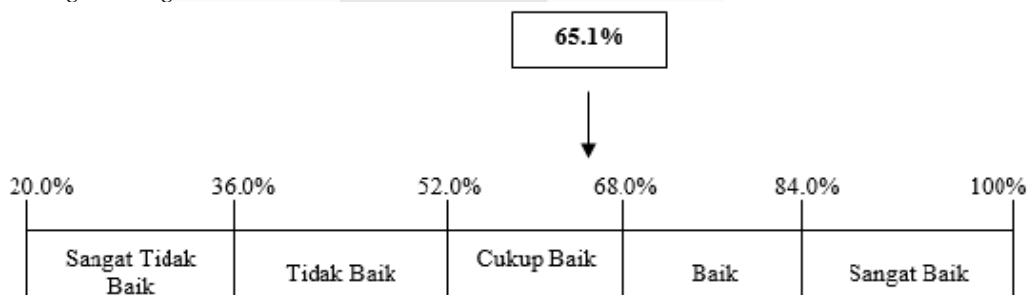 65.1%
20.0% 36.0% 52.0% 68.0% 84.0% 100%
Sangat Tidak Baik
Tidak Baik
Cukup Baik
Baik
Sangat Baik